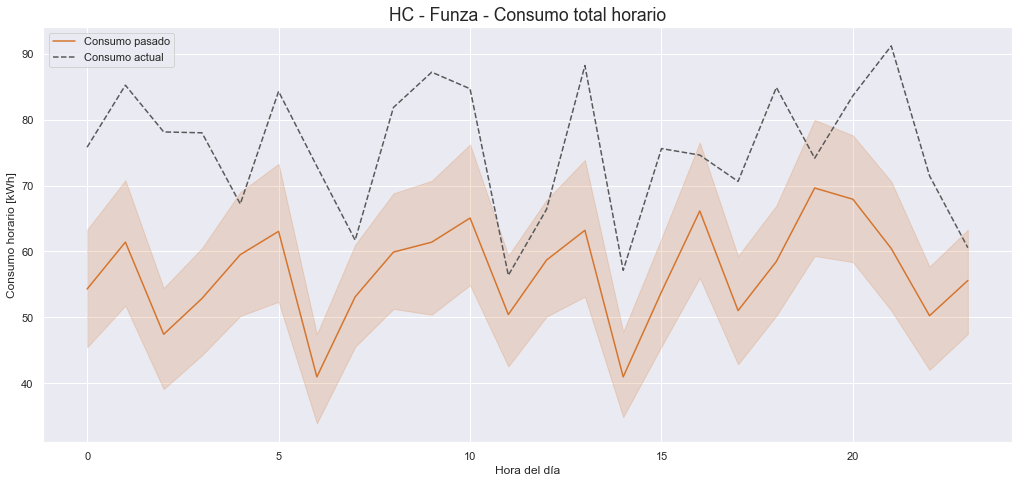 HC - Funza - Consumo total horario
Consumo pasado
Consumo actual
Consumo horario [kWh]
90
80
70
60
50
40
0
5
10
15
20
Hora del día